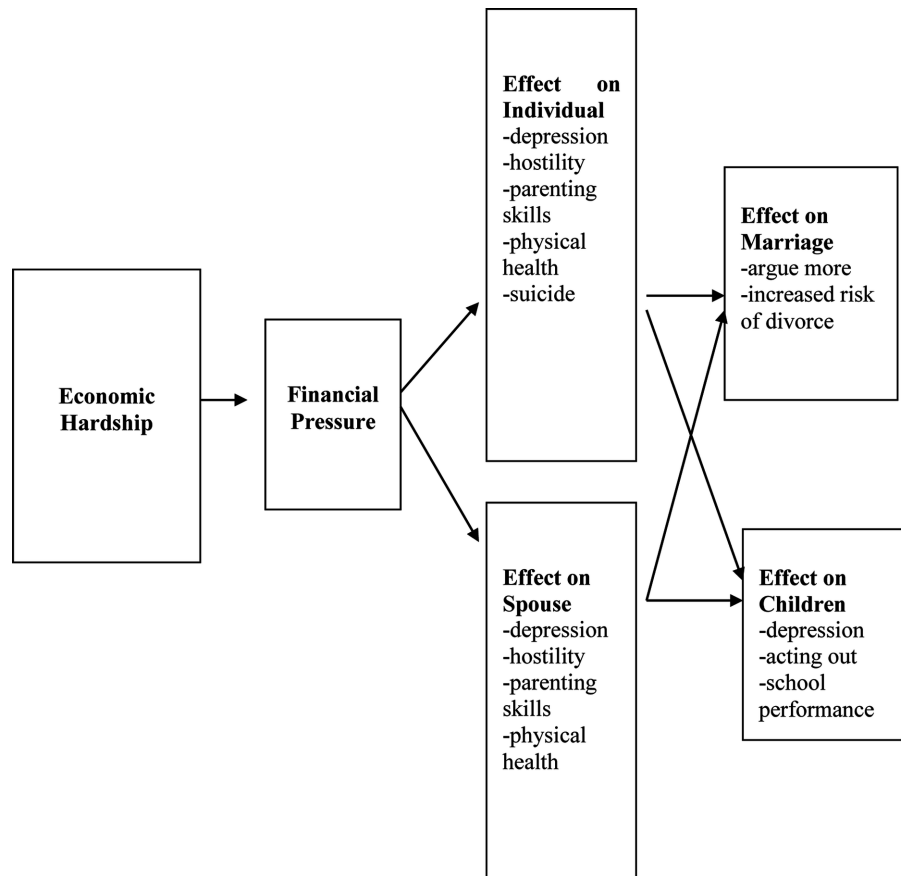 Economic
Hardship
Financial
Pressure
Effect on
Individual
-depression
-hostility
-parenting
skills
-physical
health
-suicide
Effect on
Spouse
-depression
-hostility
-parenting
skills
-physical
health
Effect on
Marriage
-argue more
-increased risk
of divorce
Effect on
Children
-depression
-acting out
-school
performance